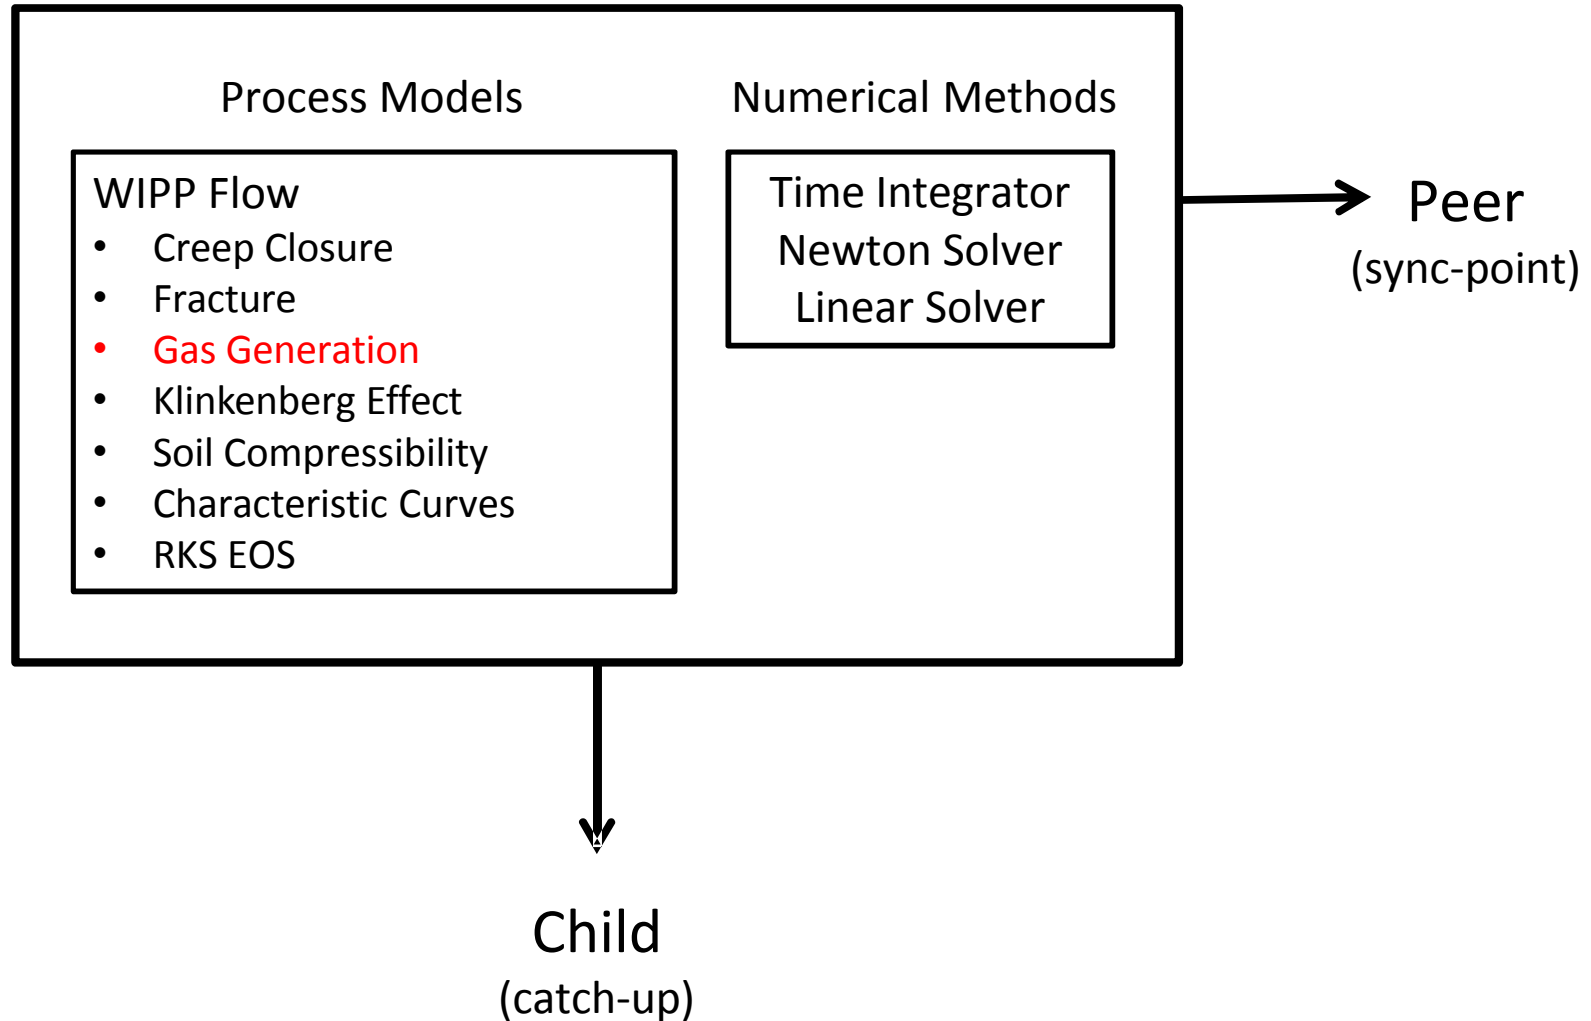 Process Models
WIPP Flow
• Creep Closure
• Fracture
• Gas Generation
• Klinkenberg Effect
• Soil Compressibility
• Characteristic Curves
• RKS EOS
Numerical Methods
Time Integrator
Newton Solver
Linear Solver
Peer
(sync-point)
Child
(catch-up)